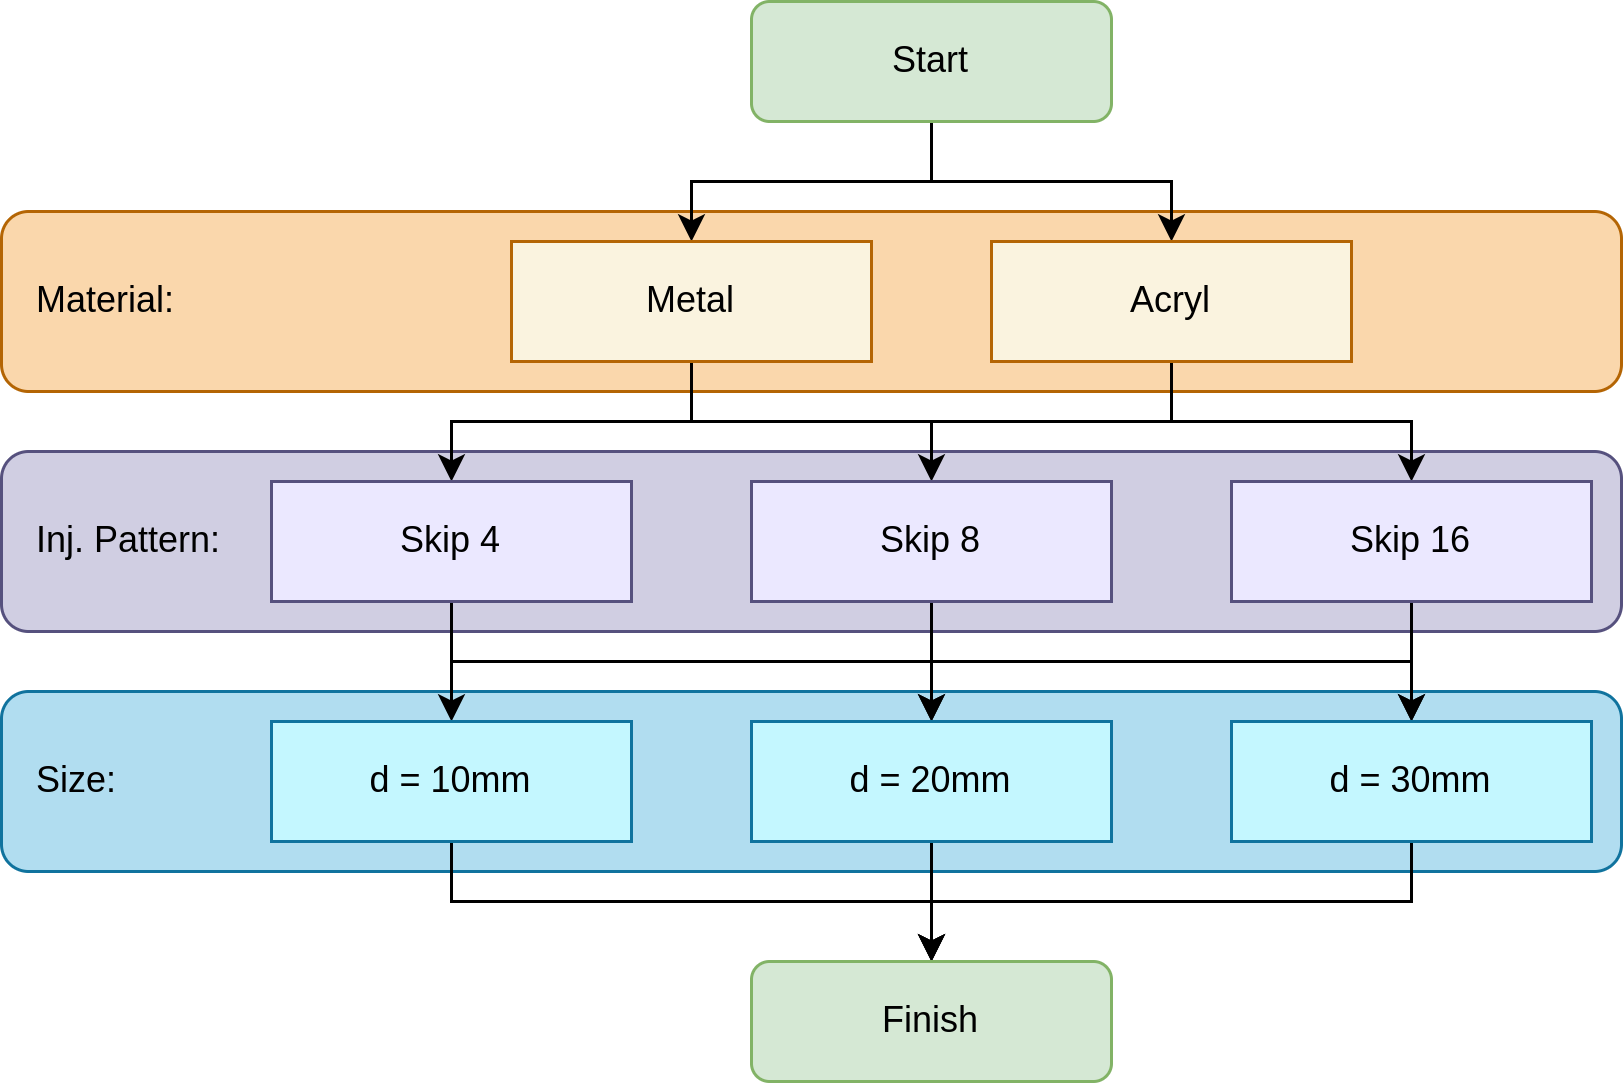 Start
Material:
Metal
Acryl
Inj. Pattern:
Skip 4
Skip 8
Skip 16
Size:
d = 10mm
d = 20mm
d = 30mm
Finish